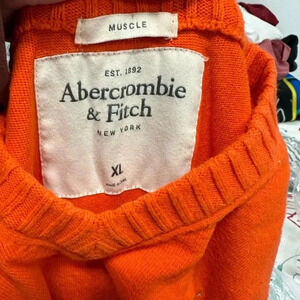 MUSCLE
EST. 1892
Abercrombie
& Fitch
NEW YORK
XL